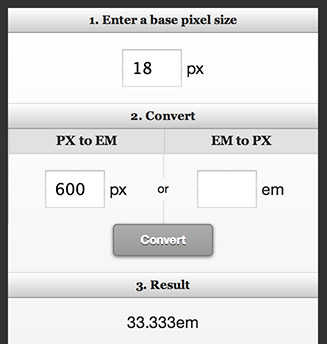 1. Enter a base pixel size
18 px
2. Convert
PX to EM EM to PX
600 px or em
Convert
3. Result
33.333em